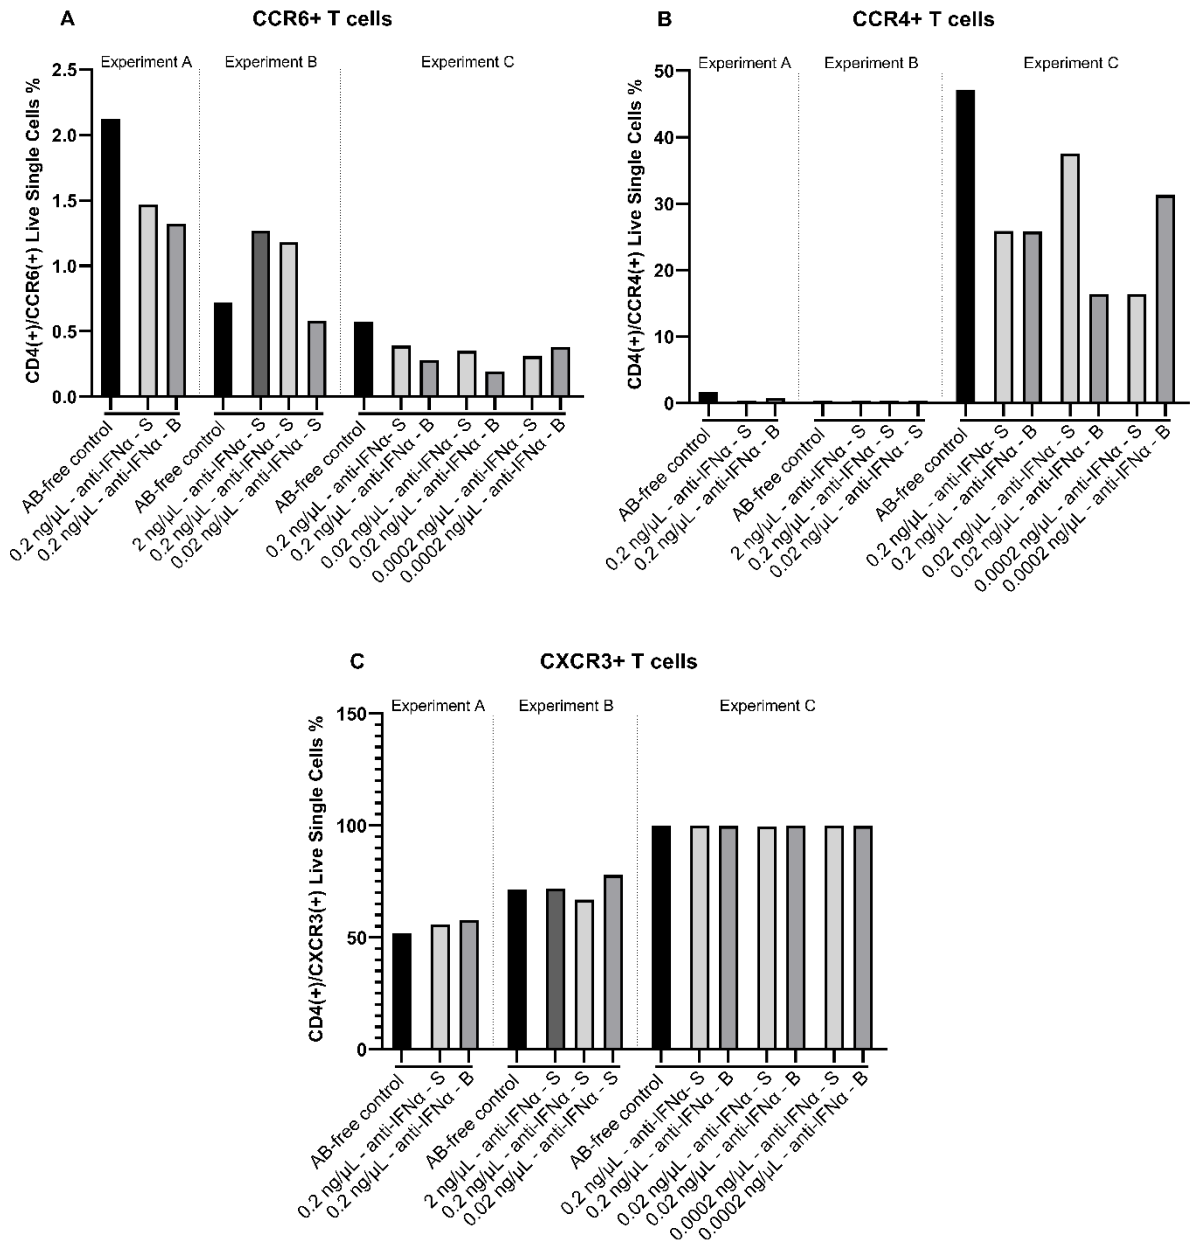 A
CCR6+ T cells
Experiment A
Experiment B
Experiment C
CD4(+)/CCR6(+) Live Single Cells %
2.5
2.0
1.5
1.0
0.5
0.0
AB-free control
0.2 ng/µL - anti-IFNα - S
0.2 ng/µL - anti-IFNα - B
AB-free control
2 ng/µL - anti-IFNα - S
0.2 ng/µL - anti-IFNα - S
0.02 ng/µL - anti-IFNα - S
AB-free control
0.2 ng/µL - anti-IFNα - S
0.2 ng/µL - anti-IFNα - B
0.02 ng/µL - anti-IFNα - S
0.02 ng/µL - anti-IFNα - B
0.0002 ng/µL - anti-IFNα - S
0.0002 ng/µL - anti-IFNα - B
B
CCR4+ T cells
Experiment A
Experiment B
Experiment C
CD4(+)/CCR4(+) Live Single Cells %
50
40
30
20
10
0
AB-free control
0.2 ng/µL - anti-IFNα - S
0.2 ng/µL - anti-IFNα - B
AB-free control
2 ng/µL - anti-IFNα - S
0.2 ng/µL - anti-IFNα - S
0.02 ng/µL - anti-IFNα - S
AB-free control
0.2 ng/µL - anti-IFNα - S
0.2 ng/µL - anti-IFNα - B
0.02 ng/µL - anti-IFNα - S
0.02 ng/µL - anti-IFNα - B
0.0002 ng/µL - anti-IFNα - S
0.0002 ng/µL - anti-IFNα - B
C
CXCR3+ T cells
Experiment A
Experiment B
Experiment C
CD4(+)/CXCR3(+) Live Single Cells %
150
100
50
0
AB-free control
0.2 ng/µL - anti-IFNα - S
0.2 ng/µL - anti-IFNα - B
AB-free control
2 ng/µL - anti-IFNα - S
0.2 ng/µL - anti-IFNα - S
0.02 ng/µL - anti-IFNα - S
AB-free control
0.2 ng/µL - anti-IFNα - S
0.2 ng/µL - anti-IFNα - B
0.02 ng/µL - anti-IFNα - S
0.02 ng/µL - anti-IFNα - B
0.0002 ng/µL - anti-IFNα - S
0.0002 ng/µL - anti-IFNα - B